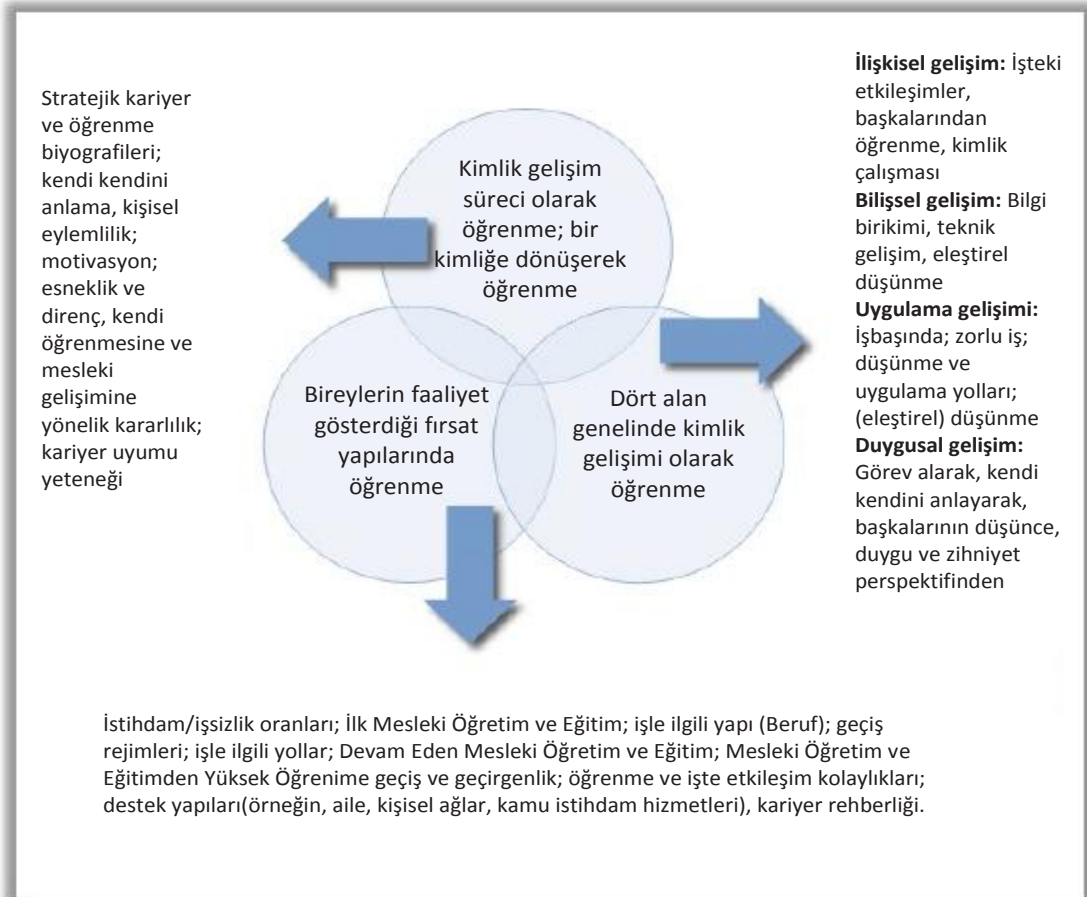 Stratejik kariyer
ve öğrenme
biyografileri;
kendi kendini
anlama, kişisel
eylemlilik;
motivasyon;
esneklik ve
direnç, kendi
öğrenmesine ve
mesleki
gelişimine
yönelik kararlılık;
kariyer uyumu
yeteneği
Kimlik gelişim
süreci olarak
öğrenme; bir
kimliğe dönüşerek
öğrenme
Bireylerin faaliyet
gösterdiği fırsat
yapılarında
öğrenme
Dört alan
genelinde kimlik
gelişimi olarak
öğrenme
İlişkisel gelişim: İşteki
etkileşimler,
başkalarından
öğrenme, kimlik
çalışması
Bilişsel gelişim: Bilgi
birikimi, teknik
gelişim, eleştirel
düşünme
Uygulama gelişimi:
İşbaşında; zorlu iş;
düşünme ve
uygulama yolları;
(eleştirel) düşünme
Duygusal gelişim:
Görev alarak, kendi
kendini anlayarak,
başkalarının düşünce,
duygu ve zihniyet
perspektifinden
İstihdam/işsizlik oranları; İlk Mesleki Öğretim ve Eğitim; işle ilgili yapı (Beruf); geçiş
rejimleri; işle ilgili yollar; Devam Eden Mesleki Öğretim ve Eğitim; Mesleki Öğretim ve
Eğitimden Yüksek Öğrenime geçiş ve geçirgenlik; öğrenme ve işte etkileşim kolaylıkları;
destek yapıları(örneğin, aile, kişisel ağlar, kamu istihdam hizmetleri), kariyer rehberliği.